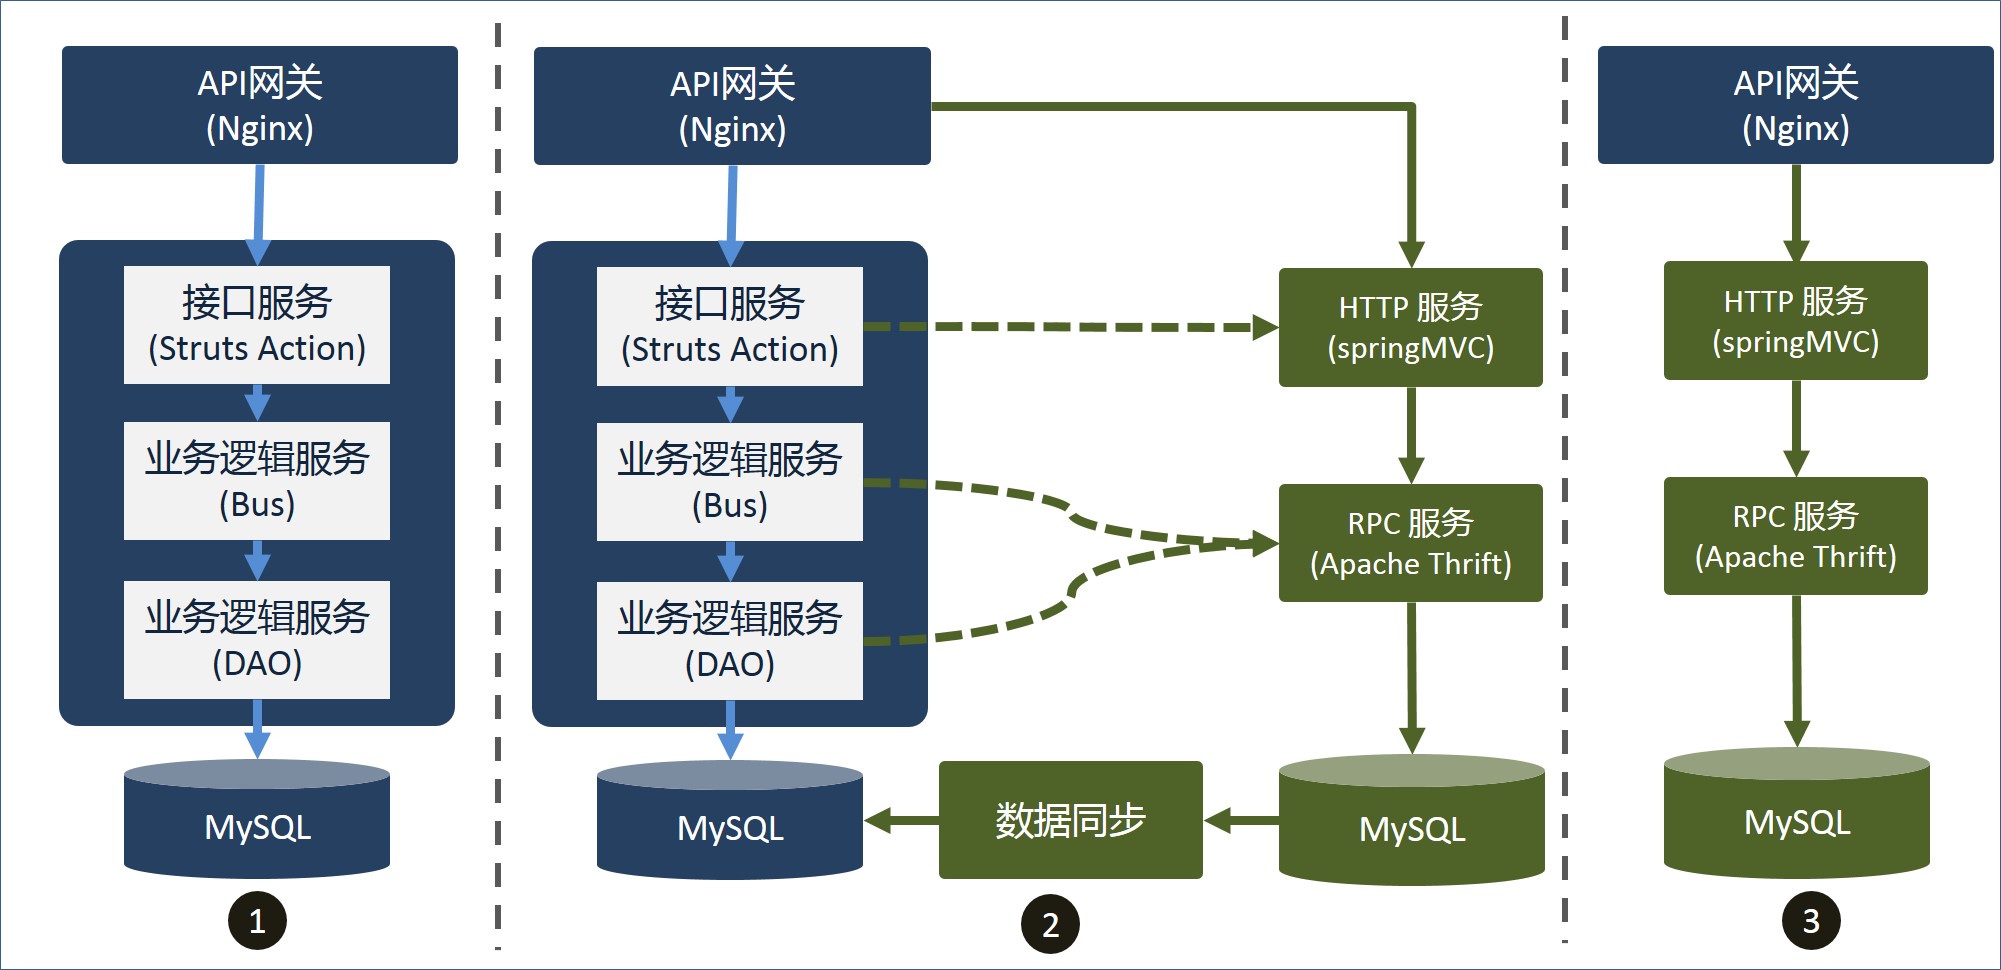 API网关
(Nginx)
接口服务
(Struts Action)
业务逻辑服务
(Bus)
业务逻辑服务
(DAO)
MySQL
1
API网关
(Nginx)
接口服务
(Struts Action)
业务逻辑服务
(Bus)
业务逻辑服务
(DAO)
MySQL
HTTP 服务
(springMVC)
RPC 服务
(Apache Thrift)
数据同步
MySQL
2
API网关
(Nginx)
HTTP 服务
(springMVC)
RPC 服务
(Apache Thrift)
MySQL
3